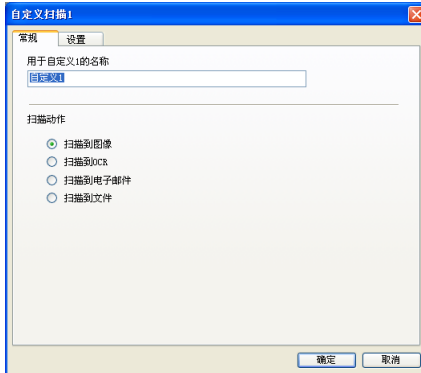 自定义扫描1
常规 设置
用于自定义1的名称
自定义1
扫描动作
扫描到图像
扫描到OCR
扫描到电子邮件
扫描到文件
确定 取消